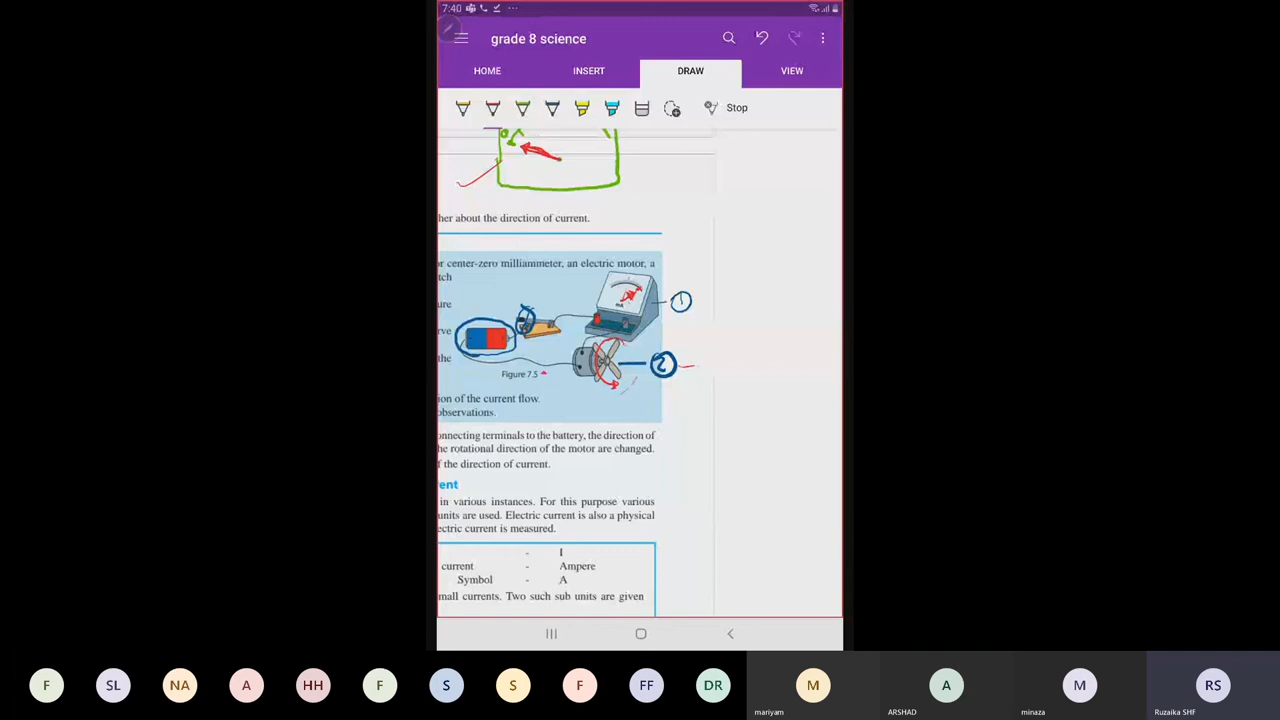 7:40
grade 8 science
HOME INSERT DRAW VIEW
Stop
her about the direction of current.
r center-zero milliammeter, an electric motor, a
tch
ure
rve
the
mA
1
2
Figure 7.5
ion of the current flow.
observations.
onnecting terminals to the battery, the direction of
he rotational direction of the motor are changed.
f the direction of current.
rent
in various instances. For this purpose various
units are used. Electric current is also a physical
ectric current is measured.
- I
current - Ampere
Symbol - A
mall currents. Two such sub units are given
F SL NA A HH F S S F FF DR M A M RS
mariyam ARSHAD minaza Ruzaika SHF